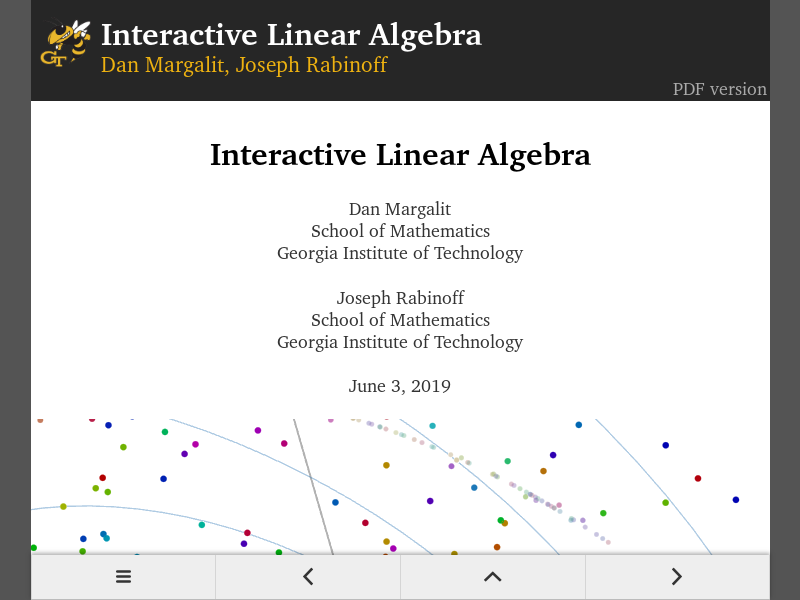 Interactive Linear Algebra
Dan Margalit, Joseph Rabinoff
GT
PDF version
Interactive Linear Algebra
Dan Margalit
School of Mathematics
Georgia Institute of Technology
Joseph Rabinoff
School of Mathematics
Georgia Institute of Technology
June 3, 2019